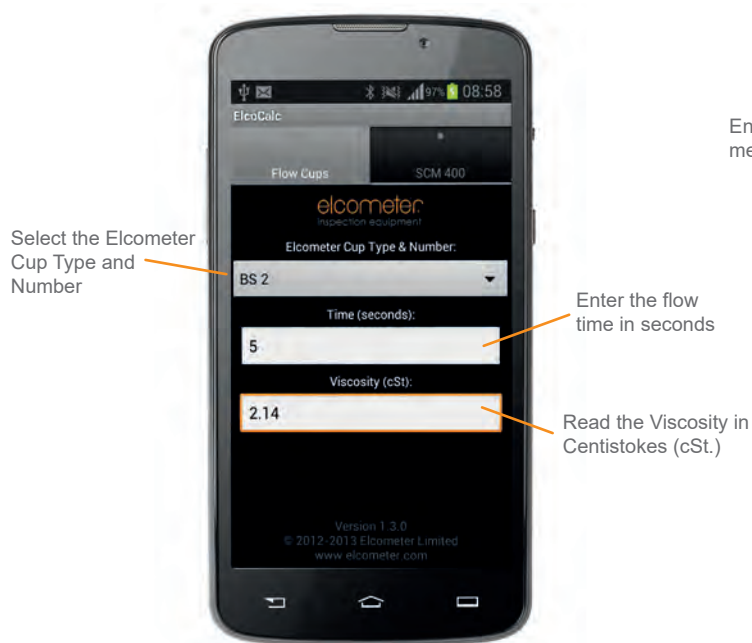 08:58
97%
ElcoCalc
Flow Cups
SCM 400
elcometer
inspection equipment
Elcometer Cup Type & Number:
BS 2
Time (seconds):
5
Viscosity (cSt):
2.14
Version 1.3.0
© 2012-2013 Elcometer Limited
www.elcometer.com
Select the Elcometer
Cup Type and
Number
Enter the flow
time in seconds
Read the Viscosity in
Centistokes (cSt.)
En
me